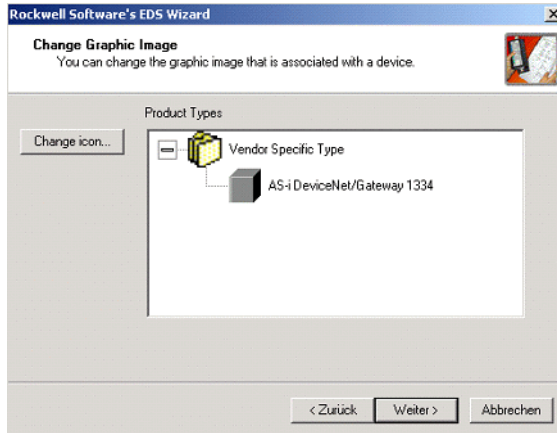 Rockwell Software's EDS Wizard
Change Graphic Image
You can change the graphic image that is associated with a device.
Product Types
Change icon...
Vendor Specific Type
AS-i DeviceNet/Gateway 1334
< Zurück
Weiter >
Abbrechen